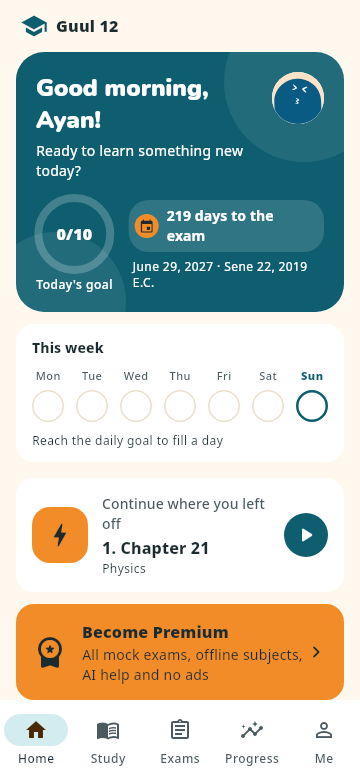 Guul 12
Good morning,
Ayan!
Ready to learn something new
today?
0/10
Today's goal
219 days to the
exam
June 29, 2027 · Sene 22, 2019
E.C.
This week
Mon Tue Wed Thu Fri Sat Sun
Reach the daily goal to fill a day
Continue where you left
off
1. Chapter 21
Physics
Become Premium
All mock exams, offline subjects,
AI help and no ads
Home Study Exams Progress Me